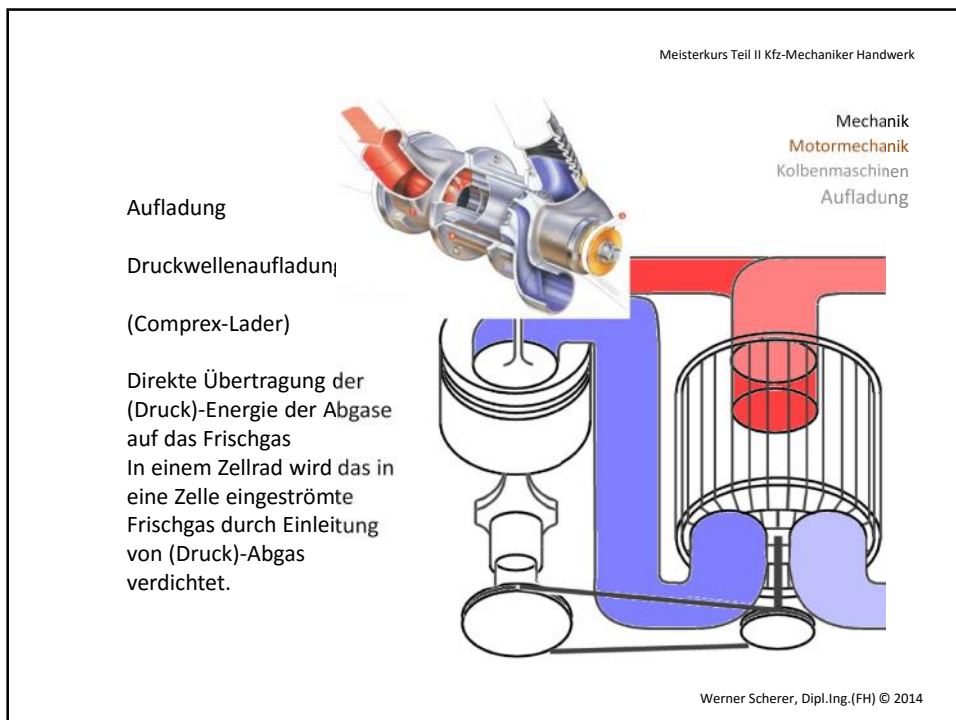 Meisterkurs Teil II Kfz-Mechaniker Handwerk
Mechanik
Motormechanik
Kolbenmaschinen
Aufladung
Aufladung
Druckwellenaufladung
(Comprex-Lader)
Direkte Übertragung der
(Druck)-Energie der Abgase
auf das Frischgas
In einem Zellrad wird das in
eine Zelle eingeströmte
Frischgas durch Einleitung
von (Druck)-Abgas
verdichtet.
Werner Scherer, Dipl.Ing.(FH) © 2014